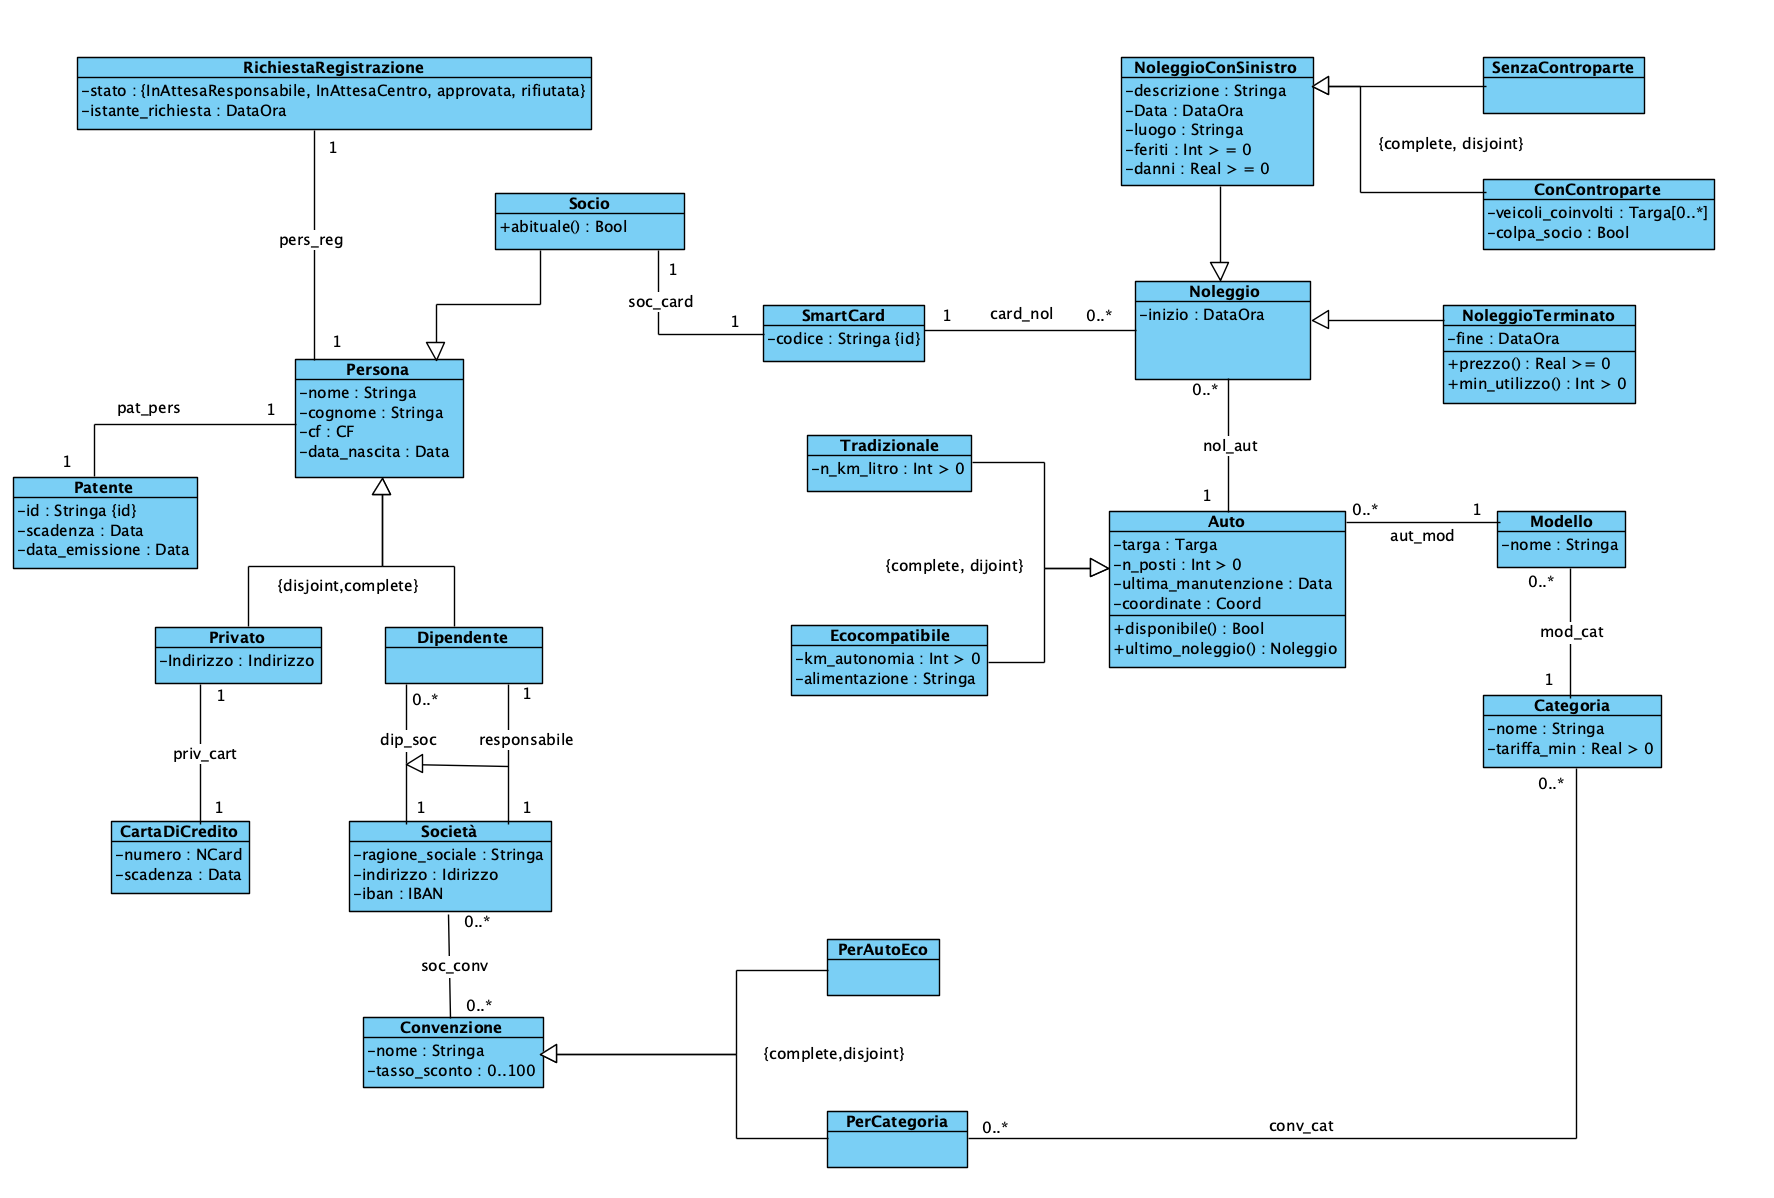 RichiestaRegistrazione
-stato : {InAttesaResponsabile, InAttesaCentro, approvata, rifiutata}
-istante_richiesta : DataOra
1
pers_reg
1
Socio
+abituale() : Bool
1
soc_card
1
SmartCard
-codice : Stringa {id}
1
card_nol
0..*
NoleggioConSinistro
-descrizione : Stringa
-Data : DataOra
-luogo : Stringa
-feriti : Int > = 0
-danni : Real > = 0
SenzaControparte
{complete, disjoint}
ConControparte
-veicoli_coinvolti : Targa[0..*]
-colpa_socio : Bool
Noleggio
-inizio : DataOra
0..*
nol_aut
1
NoleggioTerminato
-fine : DataOra
+prezzo() : Real >= 0
+min_utilizzo() : Int > 0
Persona
-nome : Stringa
-cognome : Stringa
-cf : CF
-data_nascita : Data
pat_pers
1
1
Patente
-id : Stringa {id}
-scadenza : Data
-data_emissione : Data
{disjoint,complete}
Privato
-Indirizzo : Indirizzo
1
priv_cart
1
CartaDiCredito
-numero : NCard
-scadenza : Data
Dipendente
0..*
1
dip_soc
responsabile
1
1
Società
-ragione_sociale : Stringa
-indirizzo : Idirizzo
-iban : IBAN
0..*
soc_conv
0..*
Convenzione
-nome : Stringa
-tasso_sconto : 0..100
Tradizionale
-n_km_litro : Int > 0
{complete, dijoint}
Ecocompatibile
-km_autonomia : Int > 0
-alimentazione : Stringa
Auto
-targa : Targa
-n_posti : Int > 0
-ultima_manutenzione : Data
-coordinate : Coord
+disponibile() : Bool
+ultimo_noleggio() : Noleggio
0..*
1
aut_mod
Modello
-nome : Stringa
0..*
mod_cat
1
Categoria
-nome : Stringa
-tariffa_min : Real > 0
0..*
PerAutoEco
{complete,disjoint}
PerCategoria
0..*
conv_cat